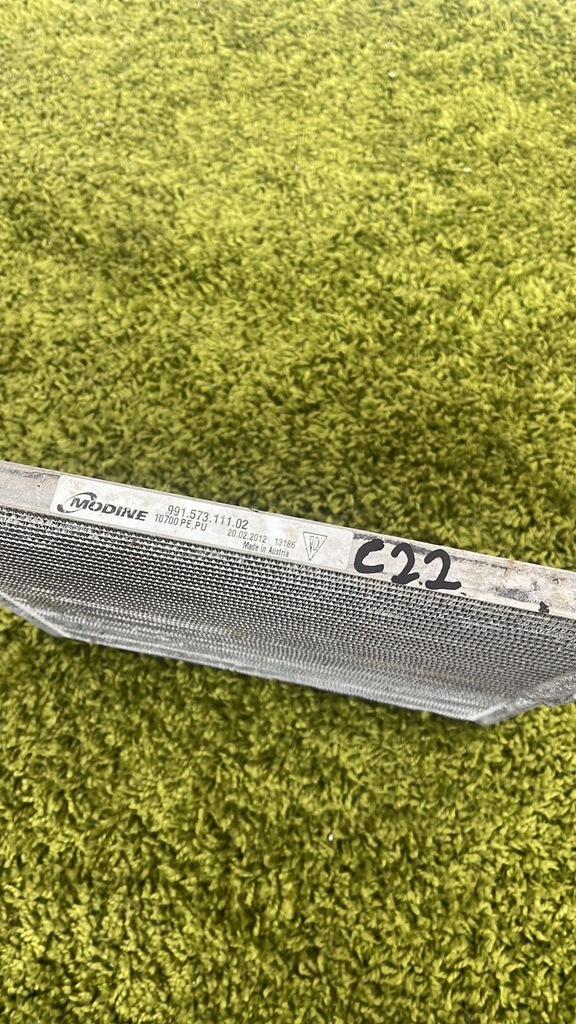 MODINE
991.573.111.02
10700 PE,PU
20.02.2012 13186
Made in Austria
C22